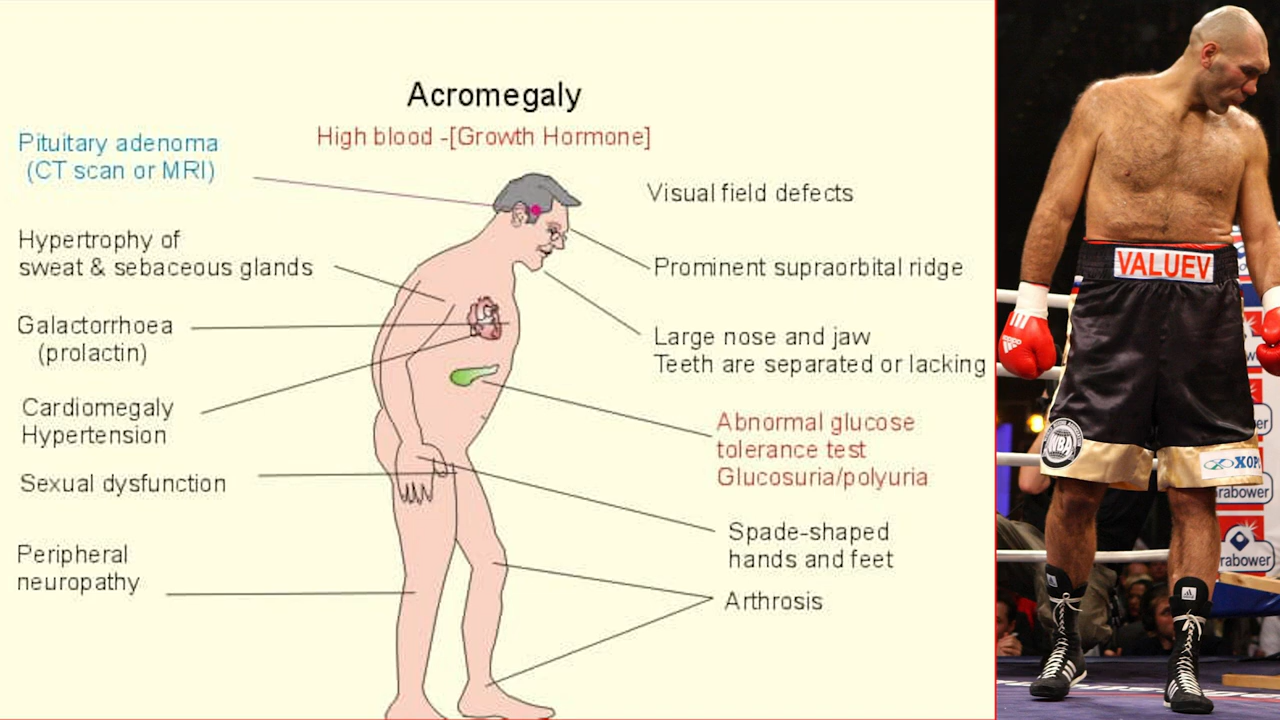 Acromegaly
High blood -[Growth Hormone]
Pituitary adenoma
(CT scan or MRI)
Hypertrophy of
sweat & sebaceous glands
Galactorrhoea
(prolactin)
Cardiomegaly
Hypertension
Sexual dysfunction
Peripheral
neuropathy
Visual field defects
Prominent supraorbital ridge
Large nose and jaw
Teeth are separated or lacking
Abnormal glucose
tolerance test
Glucosuria/polyuria
Spade-shaped
hands and feet
Arthrosis
VALUEV
adidas
WBA
rabower
rabower